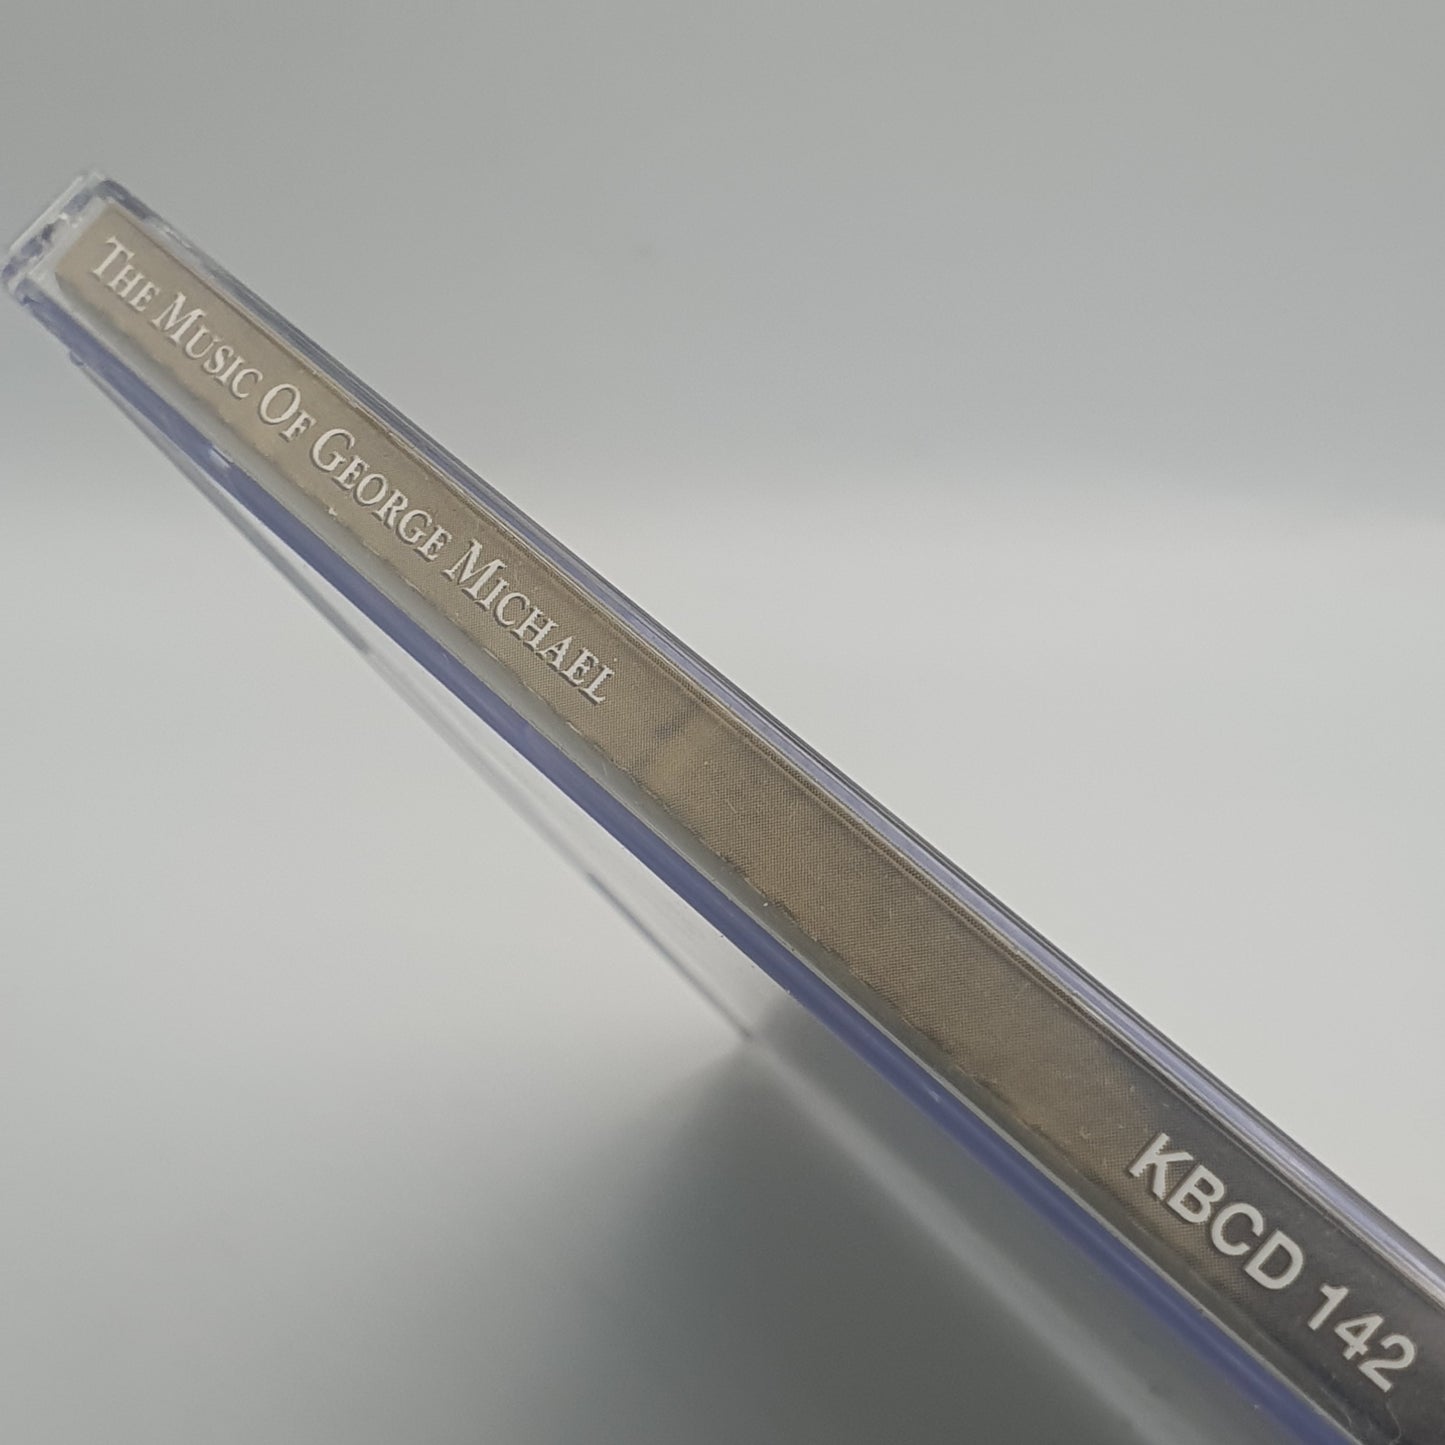 The Music Of George Michael
KBCD 142